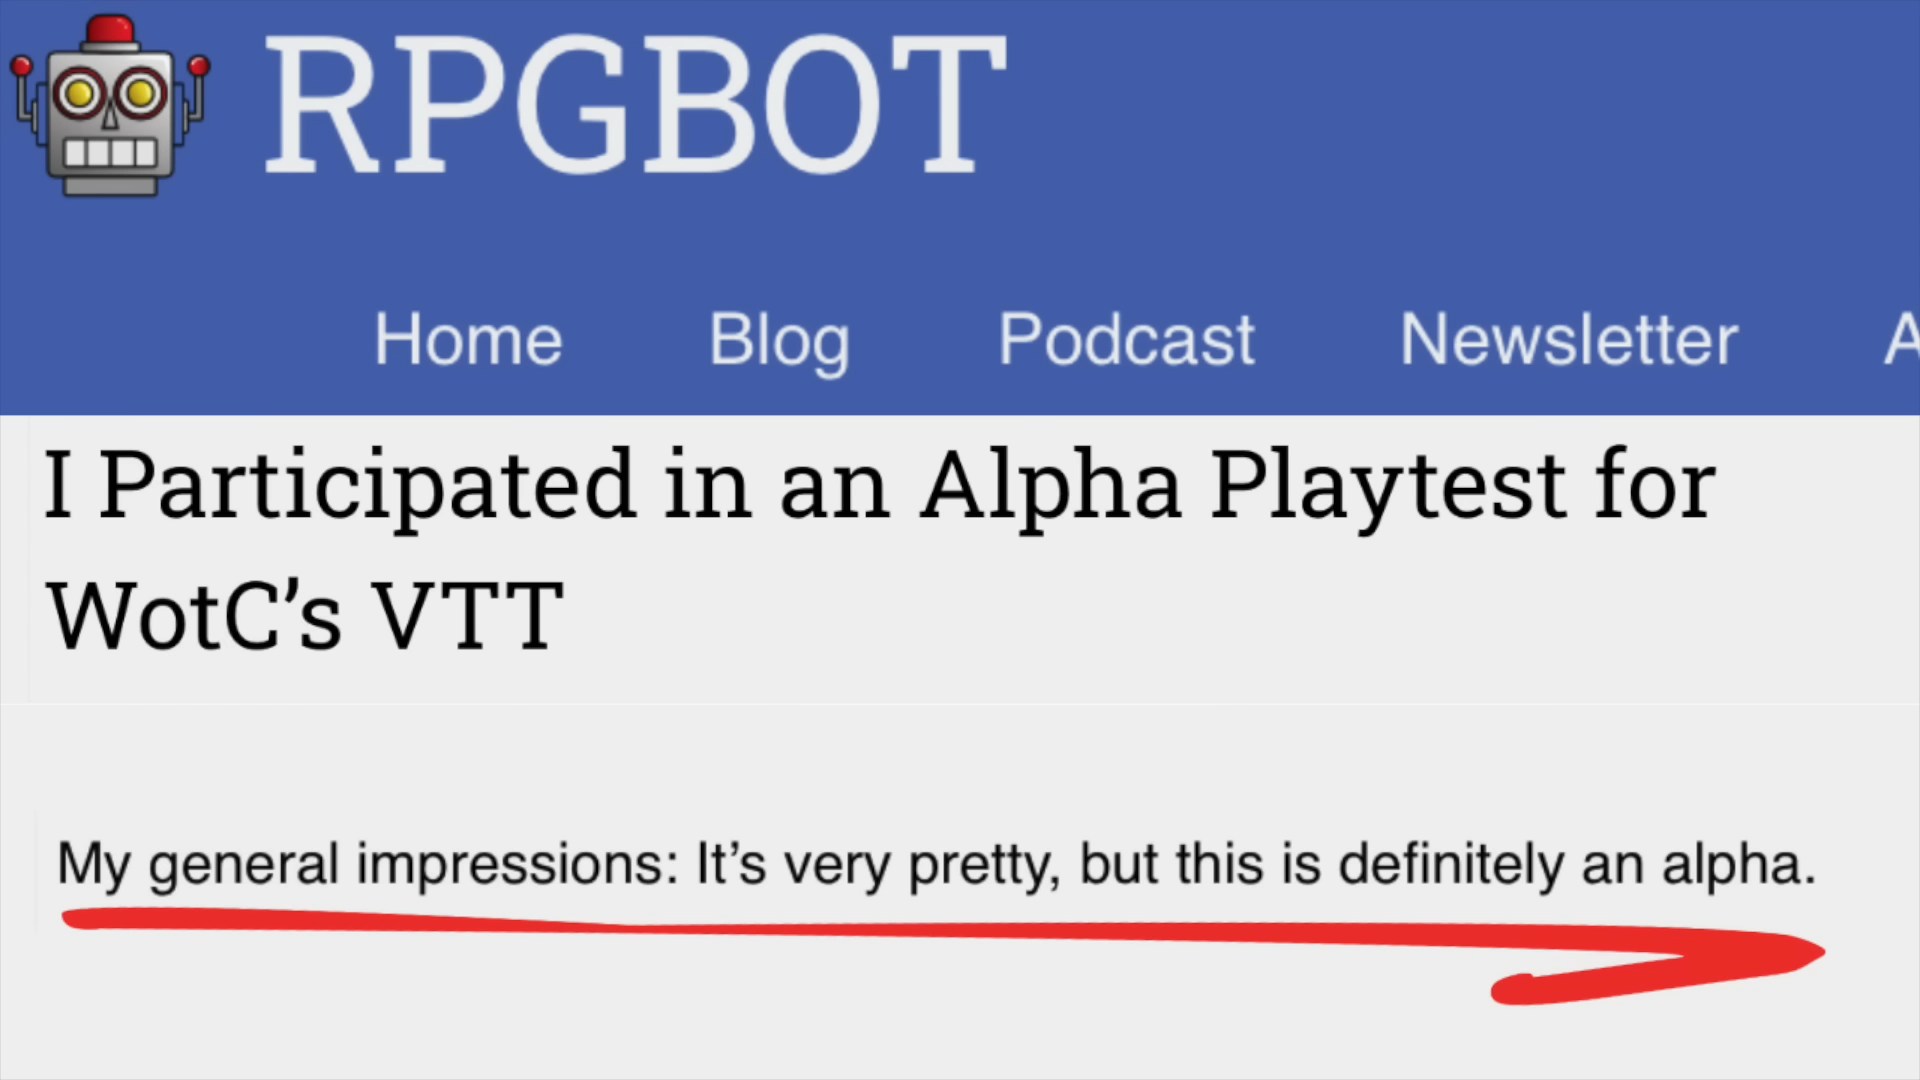 RPGBOT
Home Blog Podcast Newsletter A
I Participated in an Alpha Playtest for
WotC’s VTT
My general impressions: It’s very pretty, but this is definitely an alpha.